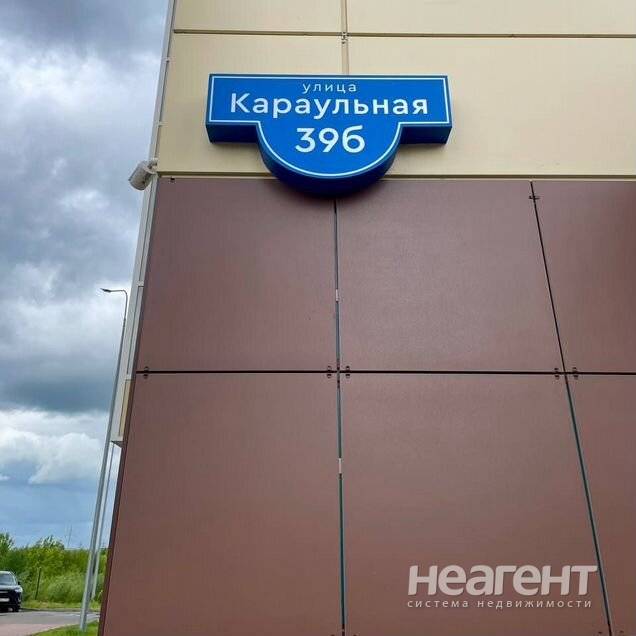 улица
Караульная
39б
НЕАГЕНТ
СИСТЕМА НЕДВИЖИМОСТИ